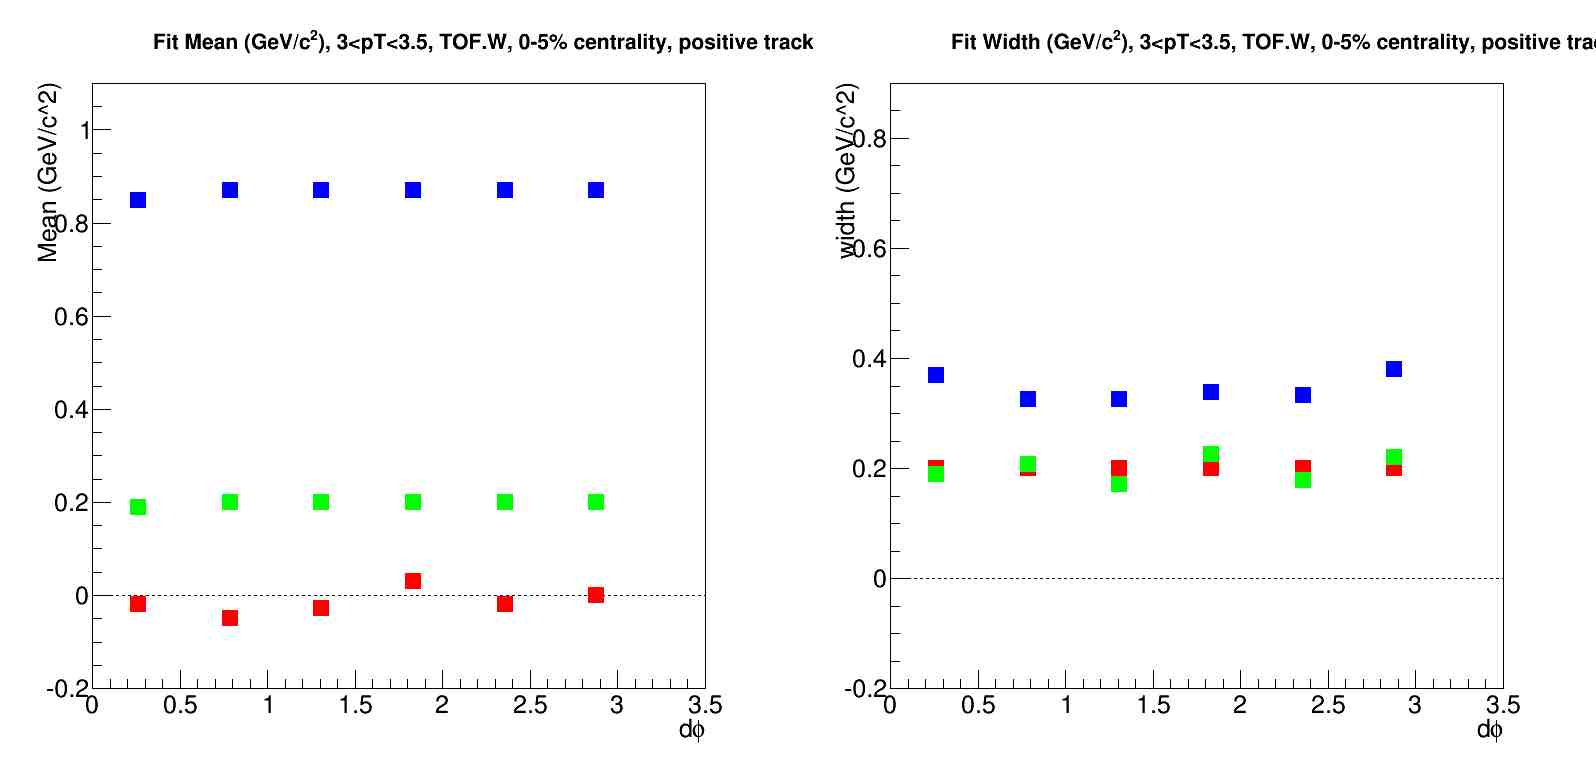 Fit Mean (GeV/c²), 3<pT<3.5, TOF.W, 0-5% centrality, positive track
Mean (GeV/c^2)
1
0.8
0.6
0.4
0.2
0
-0.2
0 0.5 1 1.5 2 2.5 3 3.5
dϕ
Fit Width (GeV/c²), 3<pT<3.5, TOF.W, 0-5% centrality, positive trac
width (GeV/c^2)
0.8
0.6
0.4
0.2
0
-0.2
0 0.5 1 1.5 2 2.5 3 3.5
dϕ